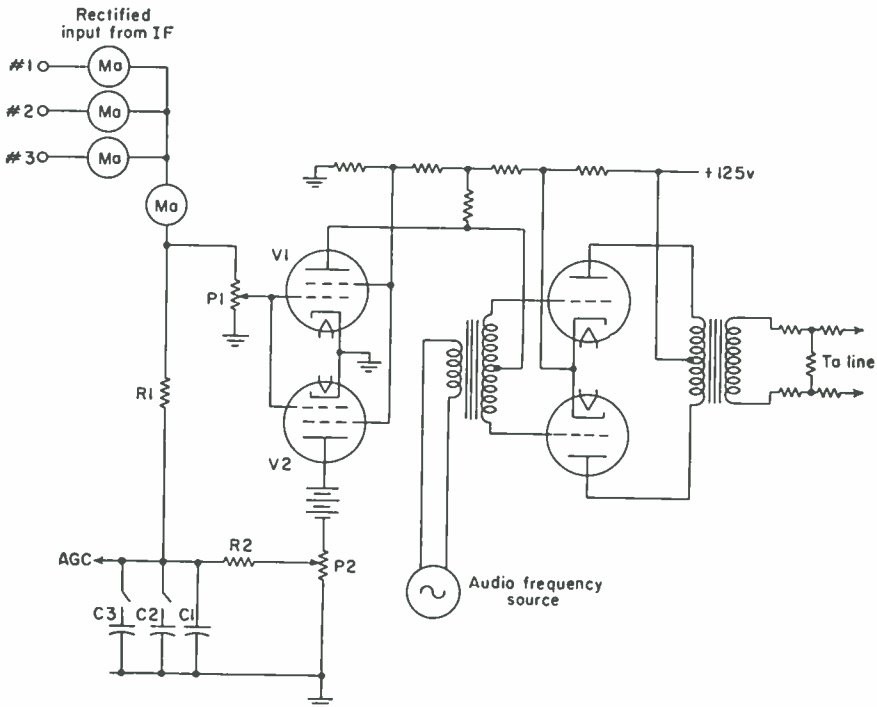 Rectified
input from IF
#1
Ma
#2
Ma
#3
Ma
Ma
+125v
V1
P1
To line
R1
V2
AGC
R2
P2
C3
C2
C1
Audio frequency
source